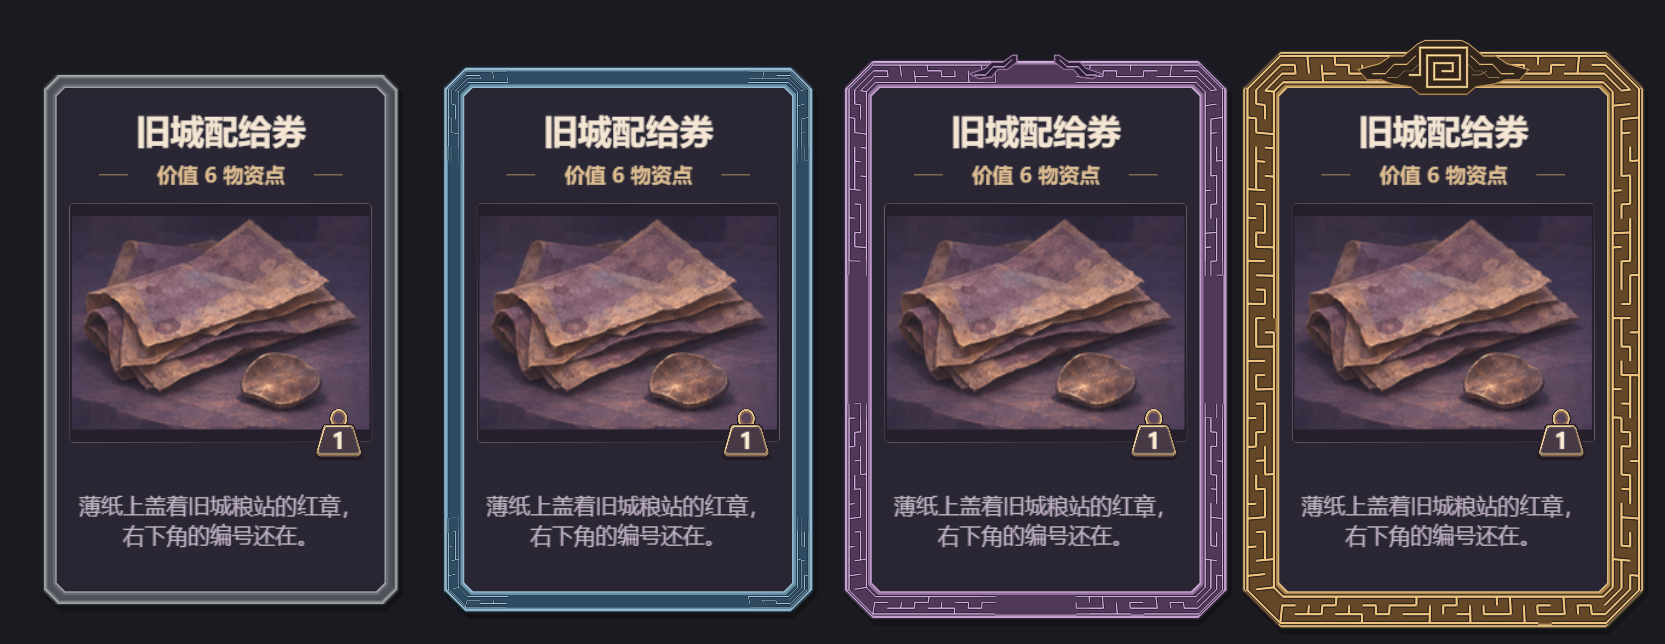 旧城配给券
价值 6 物资点
1
薄纸上盖着旧城粮站的红章，
右下角的编号还在。
旧城配给券
价值 6 物资点
1
薄纸上盖着旧城粮站的红章，
右下角的编号还在。
旧城配给券
价值 6 物资点
1
薄纸上盖着旧城粮站的红章，
右下角的编号还在。
旧城配给券
价值 6 物资点
1
薄纸上盖着旧城粮站的红章，
右下角的编号还在。